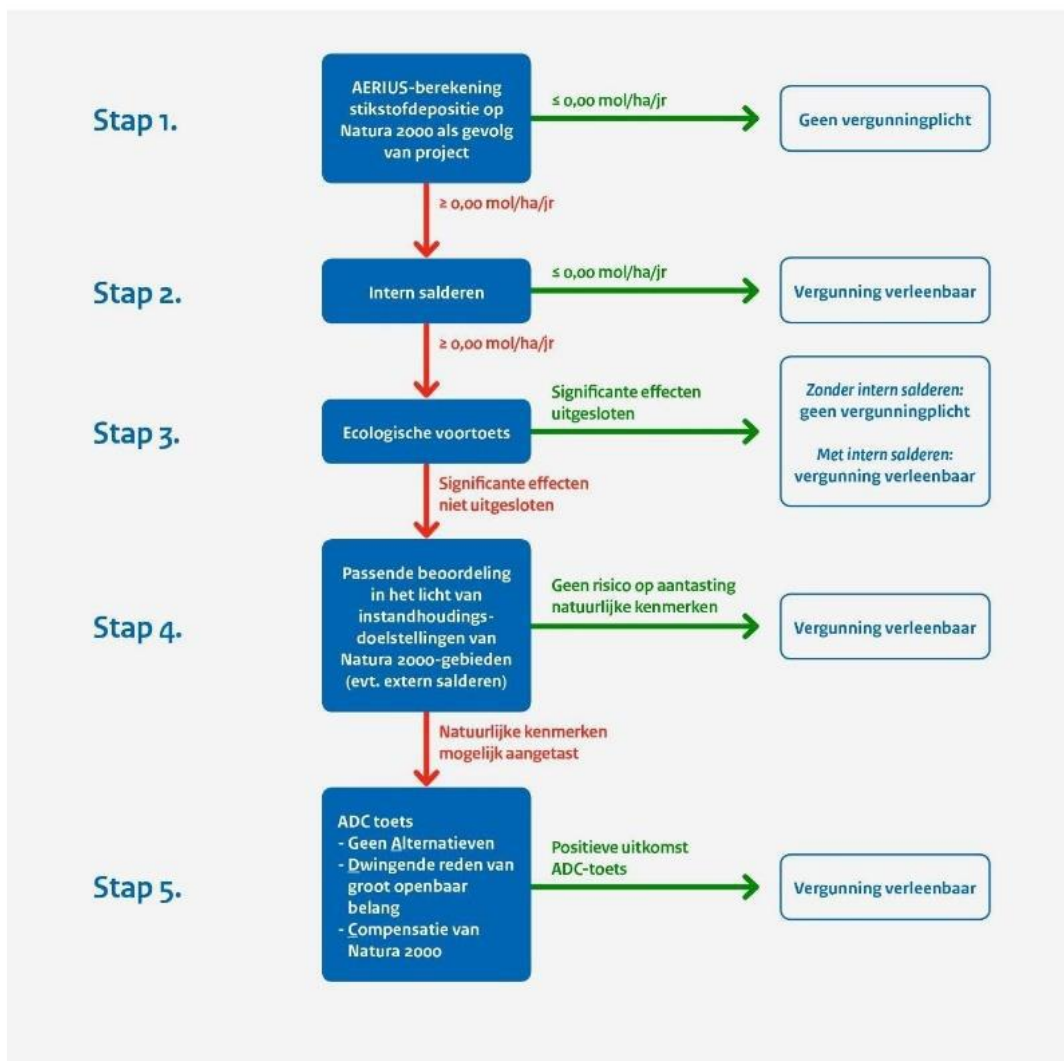 Stap 1.
AERIUS-berekening
stikstofdepositie op
Natura 2000 als gevolg
van project
≤ 0,00 mol/ha/jr
Geen vergunningplicht
≥ 0,00 mol/ha/jr
Stap 2.
Intern salderen
≤ 0,00 mol/ha/jr
Vergunning verleenbaar
≥ 0,00 mol/ha/jr
Stap 3.
Ecologische voortoets
Significante effecten
uitgesloten
Zonder intern salderen:
geen vergunningplicht
Met intern salderen:
vergunning verleenbaar
Significante effecten
niet uitgesloten
Stap 4.
Passende beoordeling
in het licht van
instandhoudings-
doelstellingen van
Natura 2000-gebieden
(evt. extern salderen)
Geen risico op aantasting
natuurlijke kenmerken
Vergunning verleenbaar
Natuurlijke kenmerken
mogelijk aangetast
Stap 5.
ADC toets
- Geen Alternatieven
- Dwingende reden van
groot openbaar
belang
- Compensatie van
Natura 2000
Positieve uitkomst
ADC-toets
Vergunning verleenbaar